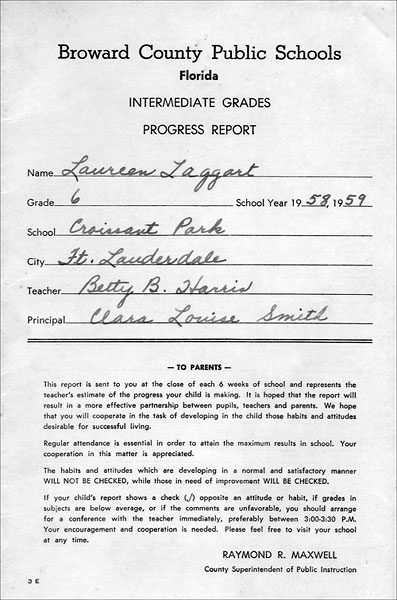 Broward County Public Schools
Florida
INTERMEDIATE GRADES
PROGRESS REPORT
Name Laureen Taggart
Grade 6 School Year 1958, 1959
School Croissant Park
City Ft. Lauderdale
Teacher Betty B. Harris
Principal Clara Louise Smith
— TO PARENTS —
This report is sent to you at the close of each 6 weeks of school and represents the
teacher's estimate of the progress your child is making. It is hoped that the report will
result in a more effective partnership between pupils, teachers and parents. We hope
that you will cooperate in the task of developing in the child those habits and attitudes
desirable for successful living.
Regular attendance is essential in order to attain the maximum results in school. Your
cooperation in this matter is appreciated.
The habits and attitudes which are developing in a normal and satisfactory manner
WILL NOT BE CHECKED, while those in need of improvement WILL BE CHECKED.
If your child's report shows a check (√) opposite an attitude or habit, if grades in
subjects are below average, or if the comments are unfavorable, you should arrange
for a conference with the teacher immediately, preferably between 3:00-3:30 P.M.
Your encouragement and cooperation is needed. Please feel free to visit your school
at any time.
RAYMOND R. MAXWELL
County Superintendent of Public Instruction
3 E